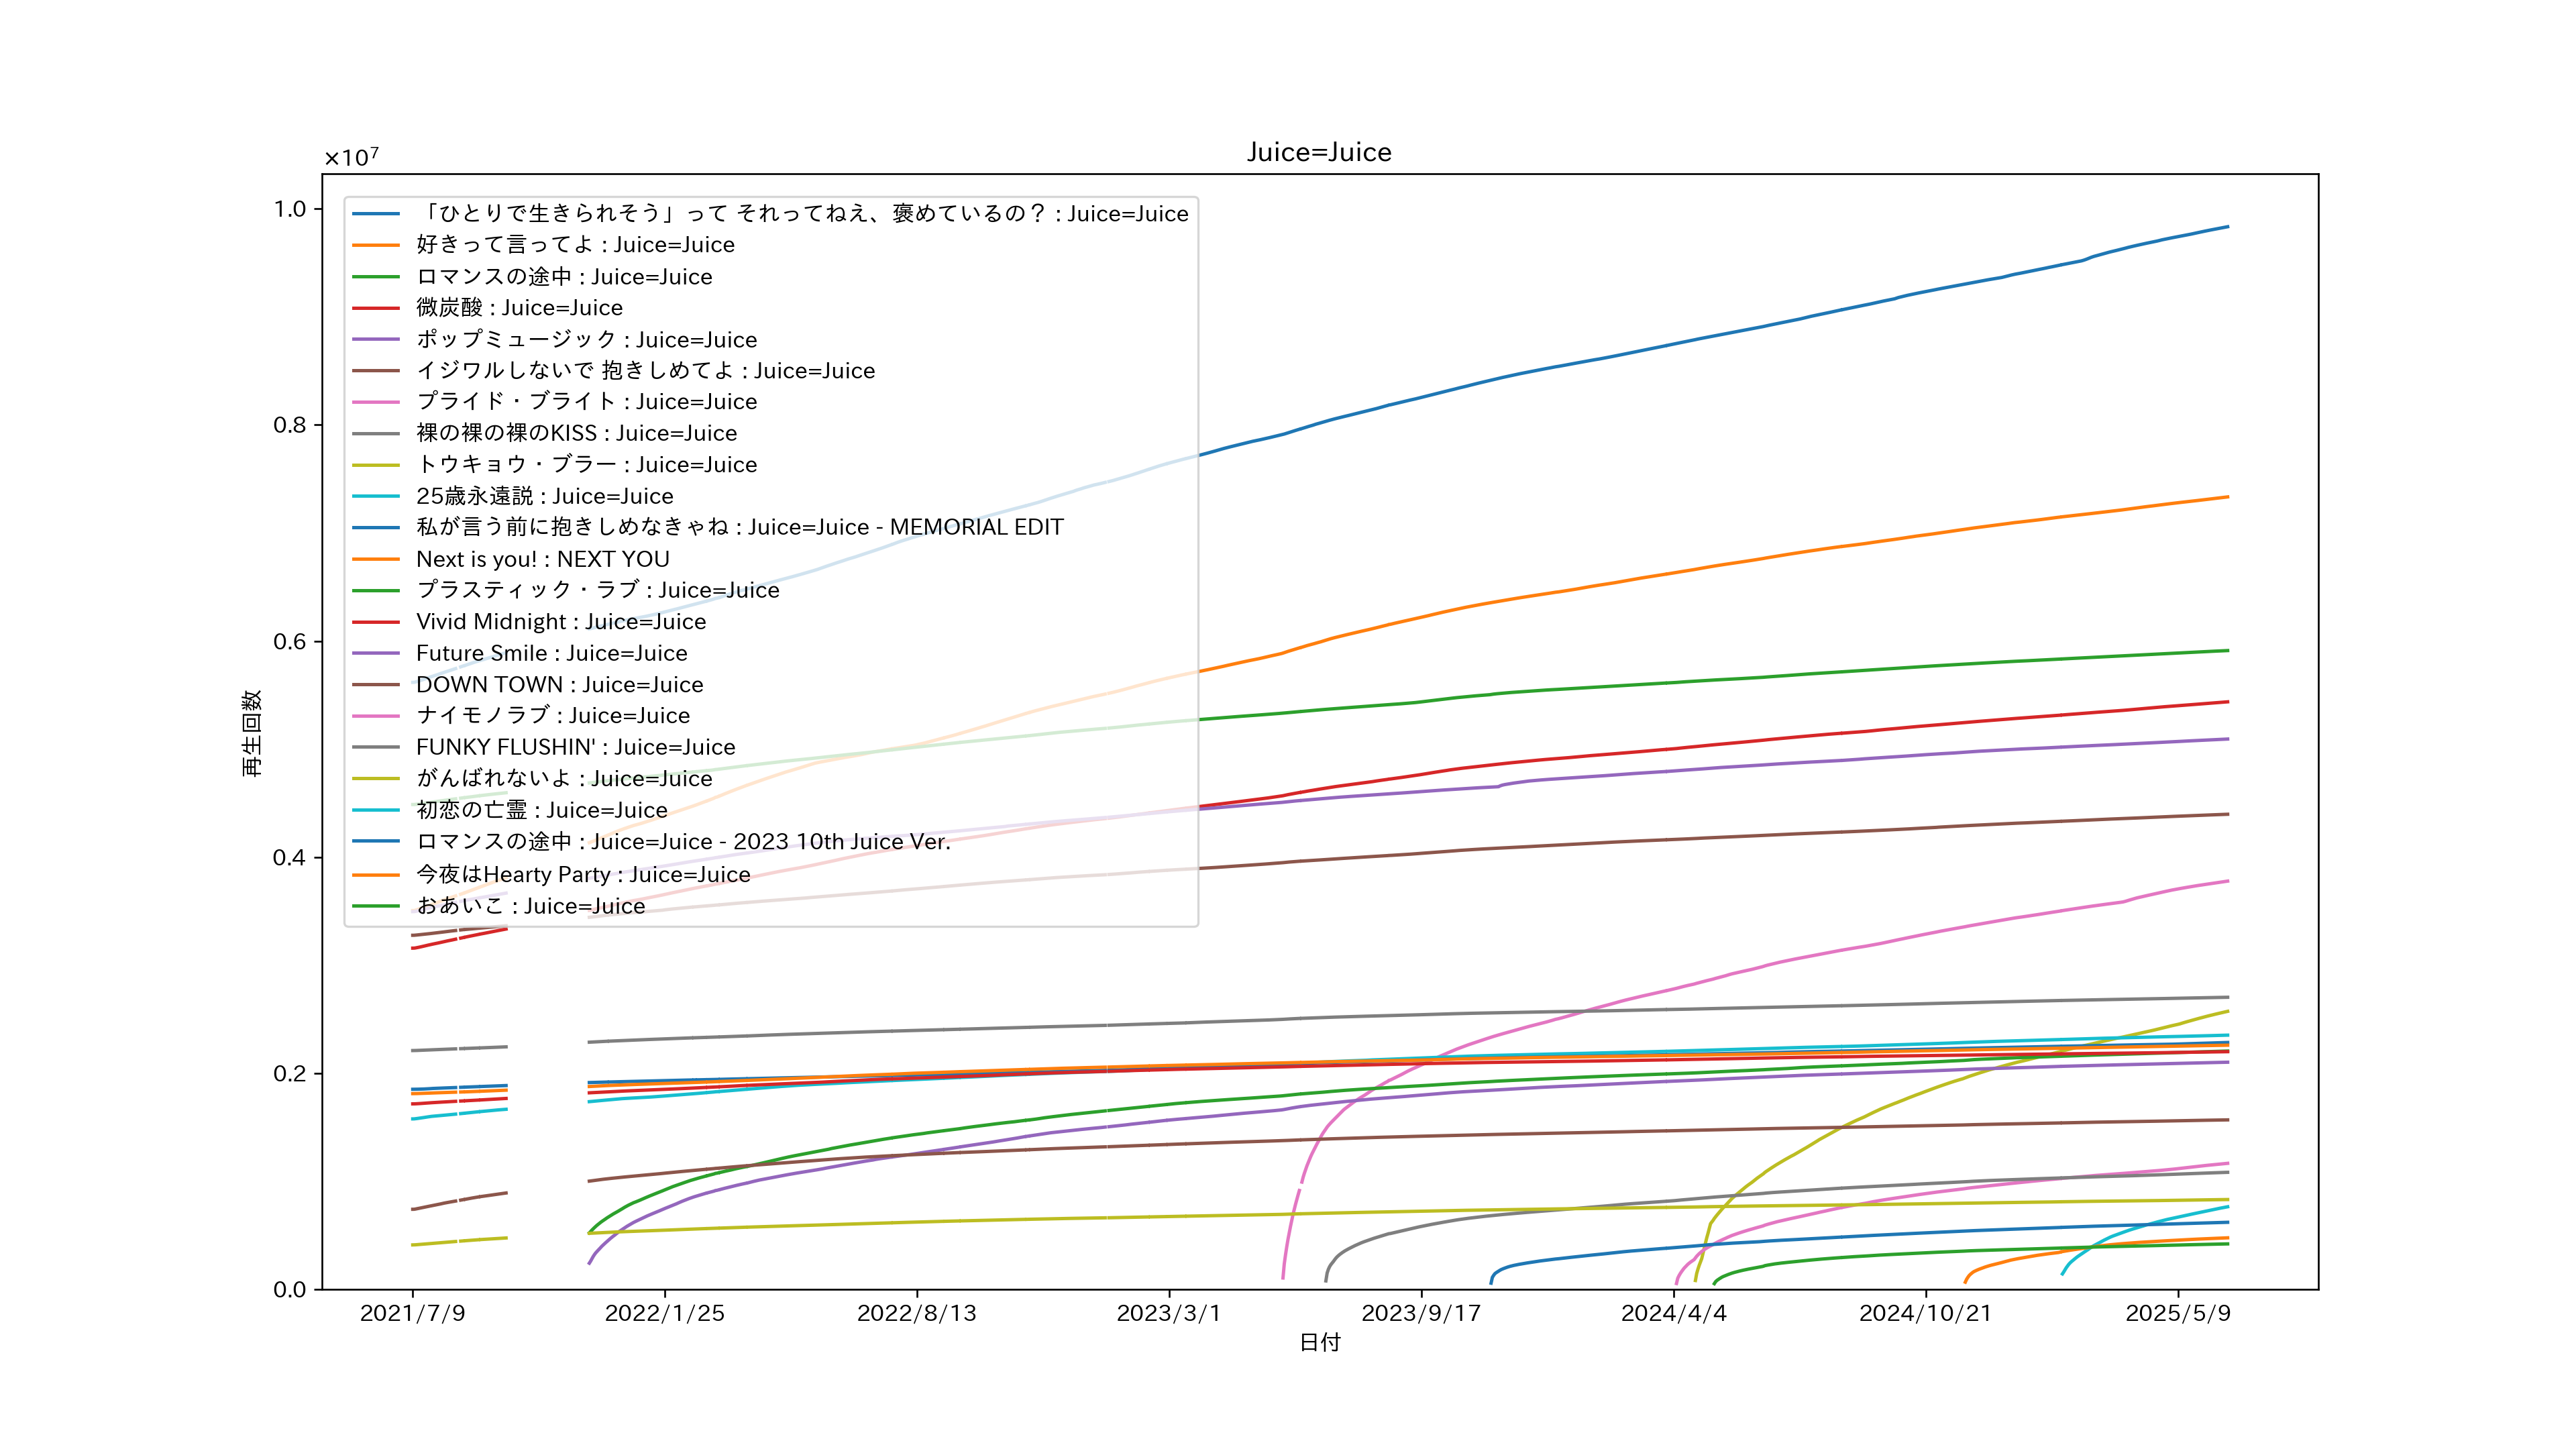 Juice=Juice
×10⁷
1.0
0.8
0.6
0.4
0.2
0.0
再生回数
「ひとりで生きられそう」って それってねえ、褒めているの？ : Juice=Juice
好きって言ってよ : Juice=Juice
ロマンスの途中 : Juice=Juice
微炭酸 : Juice=Juice
ポップミュージック : Juice=Juice
イジワルしないで 抱きしめてよ : Juice=Juice
プライド・ブライト : Juice=Juice
裸の裸の裸のKISS : Juice=Juice
トウキョウ・ブラー : Juice=Juice
25歳永遠説 : Juice=Juice
私が言う前に抱きしめなきゃね : Juice=Juice - MEMORIAL EDIT
Next is you! : NEXT YOU
プラスティック・ラブ : Juice=Juice
Vivid Midnight : Juice=Juice
Future Smile : Juice=Juice
DOWN TOWN : Juice=Juice
ナイモノラブ : Juice=Juice
FUNKY FLUSHIN' : Juice=Juice
がんばれないよ : Juice=Juice
初恋の亡霊 : Juice=Juice
ロマンスの途中 : Juice=Juice - 2023 10th Juice Ver.
今夜はHearty Party : Juice=Juice
おあいこ : Juice=Juice
2021/7/9
2022/1/25
2022/8/13
2023/3/1
2023/9/17
2024/4/4
2024/10/21
2025/5/9
日付